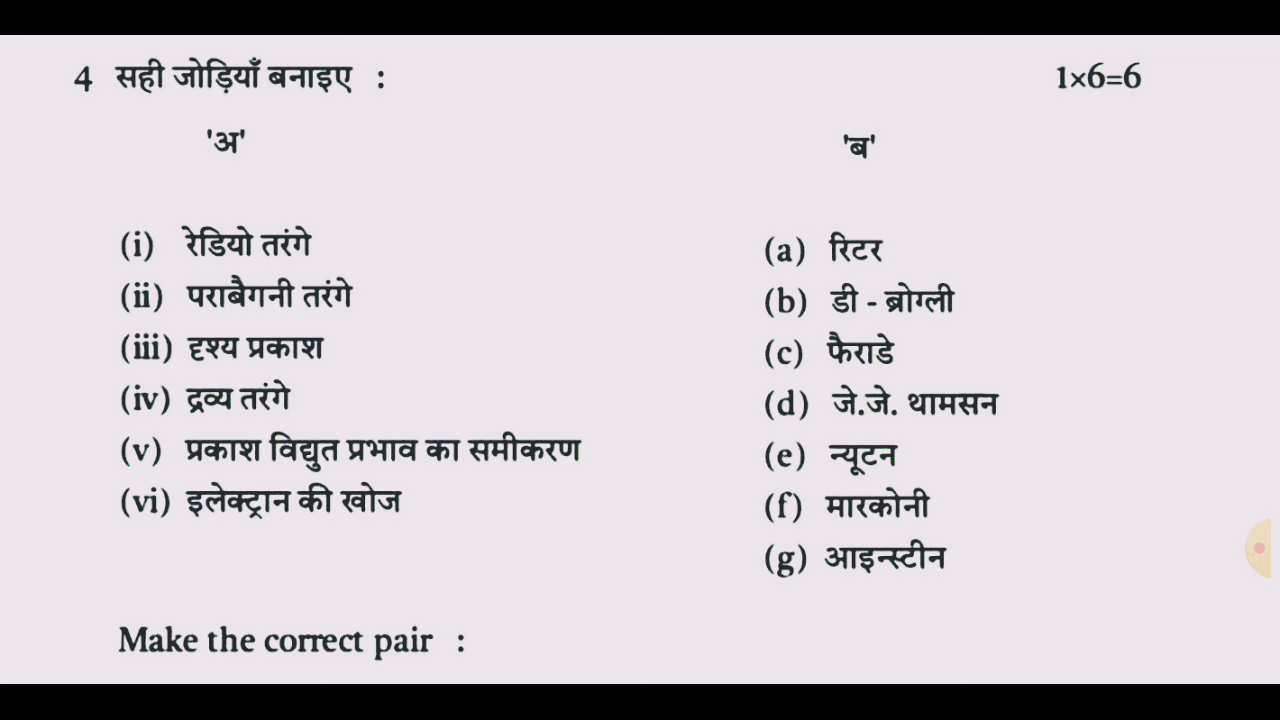 4 सही जोड़ियाँ बनाइए : 1×6=6
'अ' 'ब'
(i) रेडियो तरंगे (a) रिटर
(ii) पराबैगनी तरंगे (b) डी - ब्रोग्ली
(iii) दृश्य प्रकाश (c) फैराडे
(iv) द्रव्य तरंगे (d) जे.जे. थामसन
(v) प्रकाश विद्युत प्रभाव का समीकरण (e) न्यूटन
(vi) इलेक्ट्रान की खोज (f) मारकोनी
(g) आइन्स्टीन
Make the correct pair :